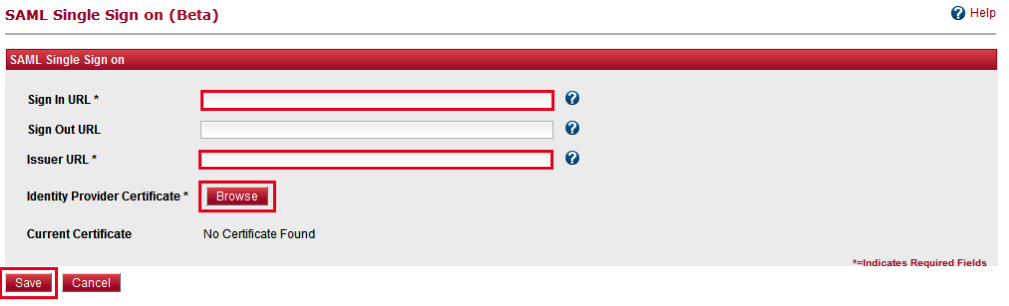 SAML Single Sign on (Beta)
? Help
SAML Single Sign on
Sign In URL * ?
Sign Out URL ?
Issuer URL * ?
Identity Provider Certificate * Browse
Current Certificate No Certificate Found
*=Indicates Required Fields
Save Cancel